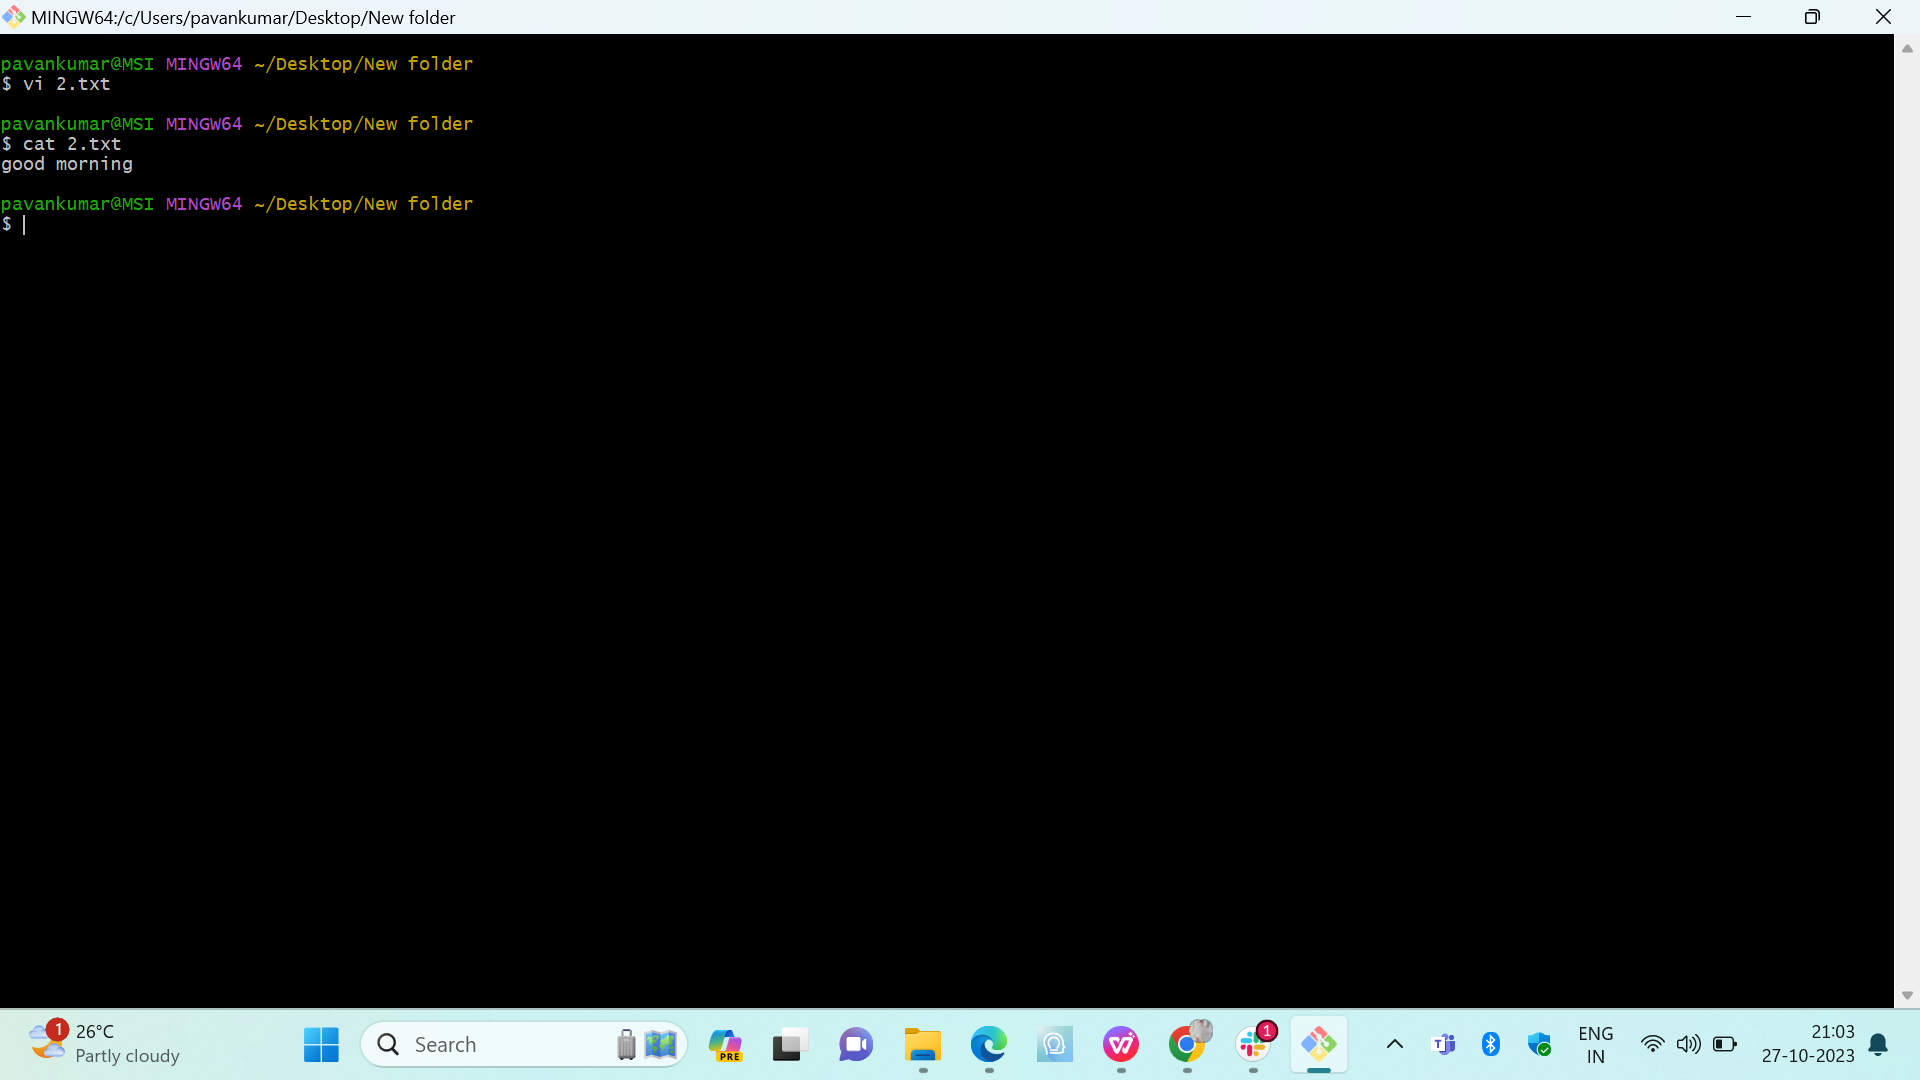 MINGW64:/c/Users/pavankumar/Desktop/New folder
pavankumar@MSI MINGW64 ~/Desktop/New folder
$ vi 2.txt
pavankumar@MSI MINGW64 ~/Desktop/New folder
$ cat 2.txt
good morning
pavankumar@MSI MINGW64 ~/Desktop/New folder
$
1
26°C
Partly cloudy
Search
PRE
1
ENG
IN
21:03
27-10-2023